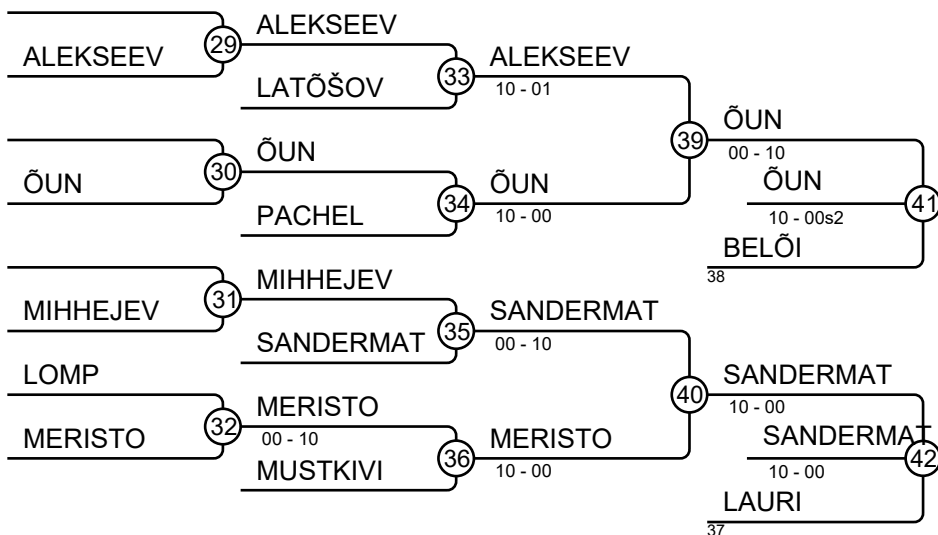 ALEKSEEV
29
ALEKSEEV
LATÕŠOV
33
ALEKSEEV
10 - 01
39
ÕUN
00 - 10
ÕUN
30
ÕUN
PACHEL
34
ÕUN
10 - 00
ÕUN
10 - 00s2
41
BELÕI
38
MIHHEJEV
31
MIHHEJEV
SANDERMAT
35
SANDERMAT
00 - 10
40
SANDERMAT
10 - 00
LOMP
MERISTO
32
MERISTO
00 - 10
MUSTKIVI
36
MERISTO
10 - 00
SANDERMAT
10 - 00
42
LAURI
37